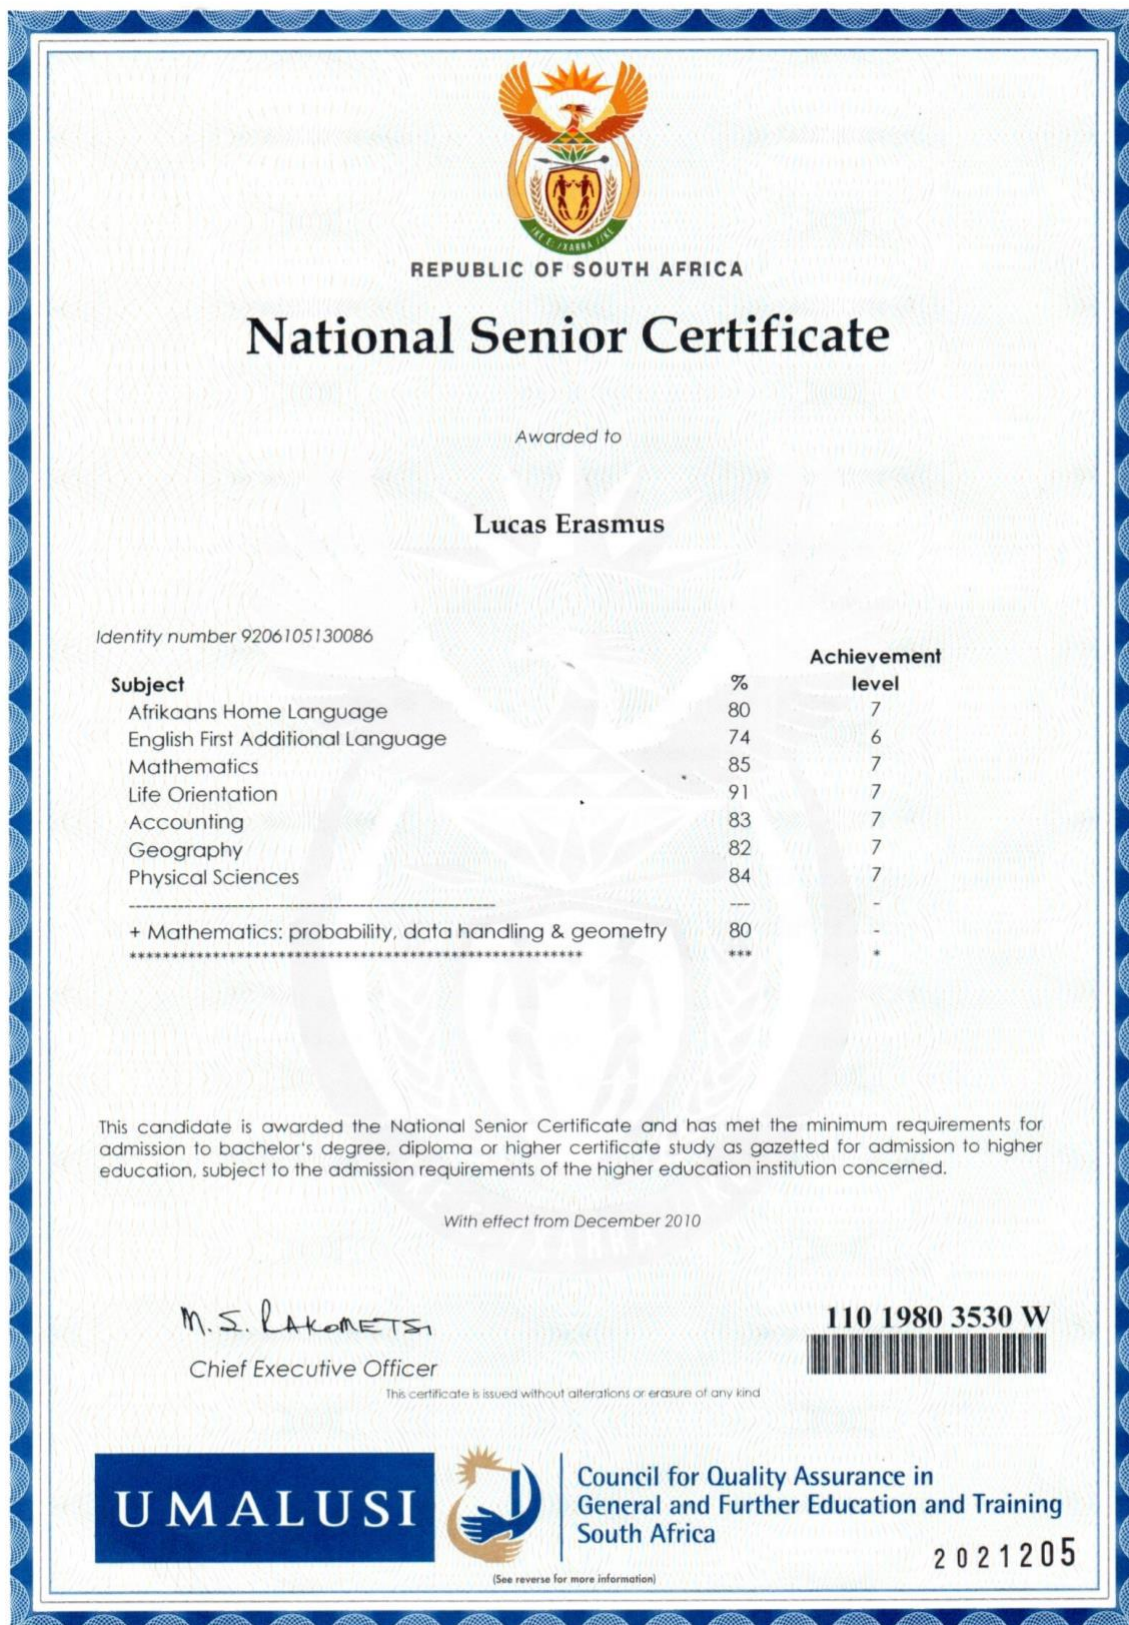 REPUBLIC OF SOUTH AFRICA
National Senior Certificate
Awarded to
Lucas Erasmus
Identity number 9206105130086
Subject % Achievement level
Afrikaans Home Language 80 7
English First Additional Language 74 6
Mathematics 85 7
Life Orientation 91 7
Accounting 83 7
Geography 82 7
Physical Sciences 84 7
---------------------------------------------------- --- -
+ Mathematics: probability, data handling & geometry 80 -
****************************************************** *** *
This candidate is awarded the National Senior Certificate and has met the minimum requirements for
admission to bachelor's degree, diploma or higher certificate study as gazetted for admission to higher
education, subject to the admission requirements of the higher education institution concerned.
With effect from December 2010
M.S. RAKOMETSI
Chief Executive Officer
110 1980 3530 W
This certificate is issued without alterations or erasure of any kind
UMALUSI
Council for Quality Assurance in
General and Further Education and Training
South Africa
2021205
(See reverse for more information)